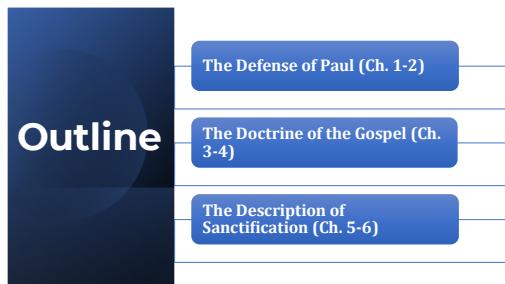 Outline
The Defense of Paul (Ch. 1-2)
The Doctrine of the Gospel (Ch.
3-4)
The Description of
Sanctification (Ch. 5-6)